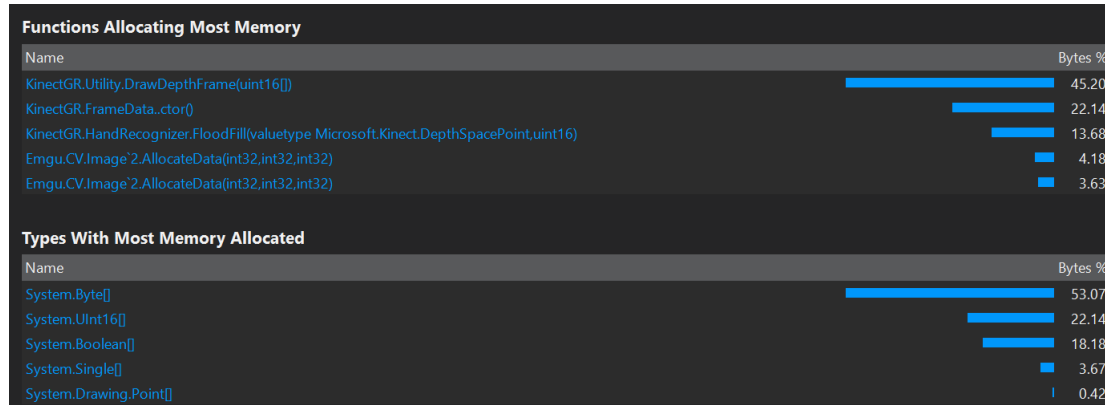 Functions Allocating Most Memory
Name Bytes %
KinectGR.Utility.DrawDepthFrame(uint16[]) 45.20
KinectGR.FrameData..ctor() 22.14
KinectGR.HandRecognizer.FloodFill(valuetype Microsoft.Kinect.DepthSpacePoint,uint16) 13.68
Emgu.CV.Image`2.AllocateData(int32,int32,int32) 4.18
Emgu.CV.Image`2.AllocateData(int32,int32,int32) 3.63
Types With Most Memory Allocated
Name Bytes %
System.Byte[] 53.07
System.UInt16[] 22.14
System.Boolean[] 18.18
System.Single[] 3.67
System.Drawing.Point[] 0.42